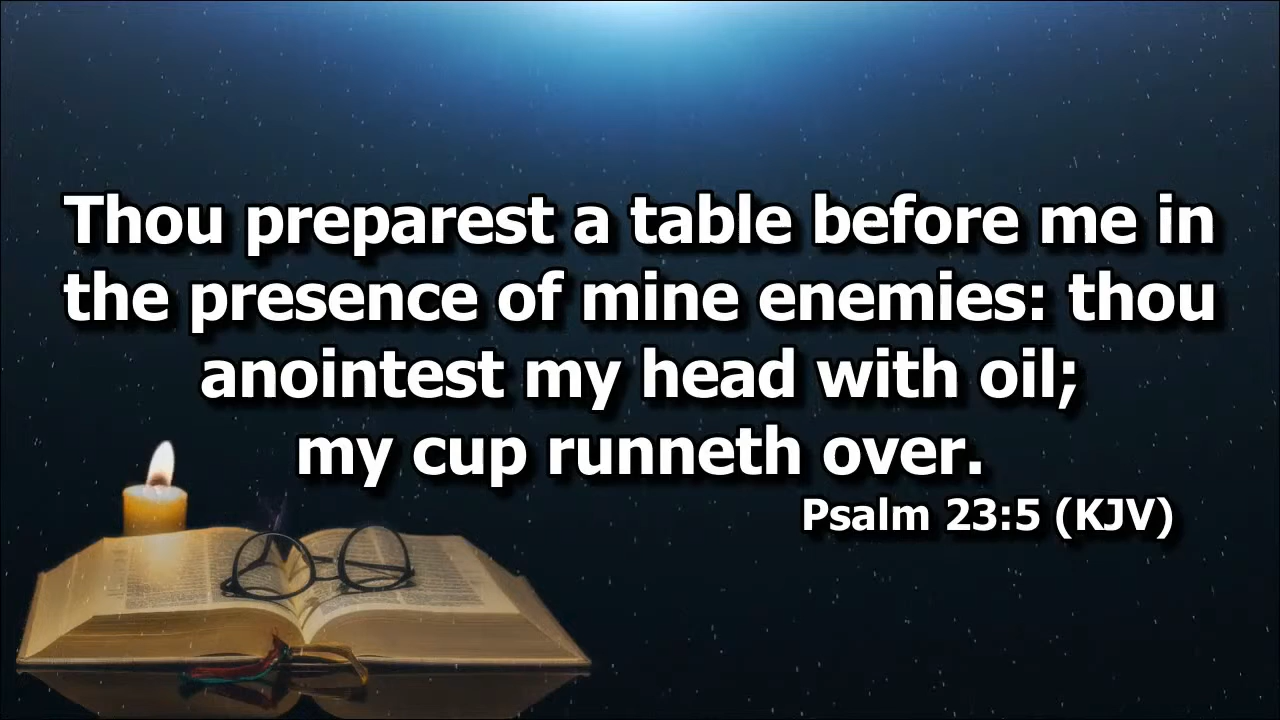 Thou preparest a table before me in
the presence of mine enemies: thou
anointest my head with oil;
my cup runneth over.
Psalm 23:5 (KJV)